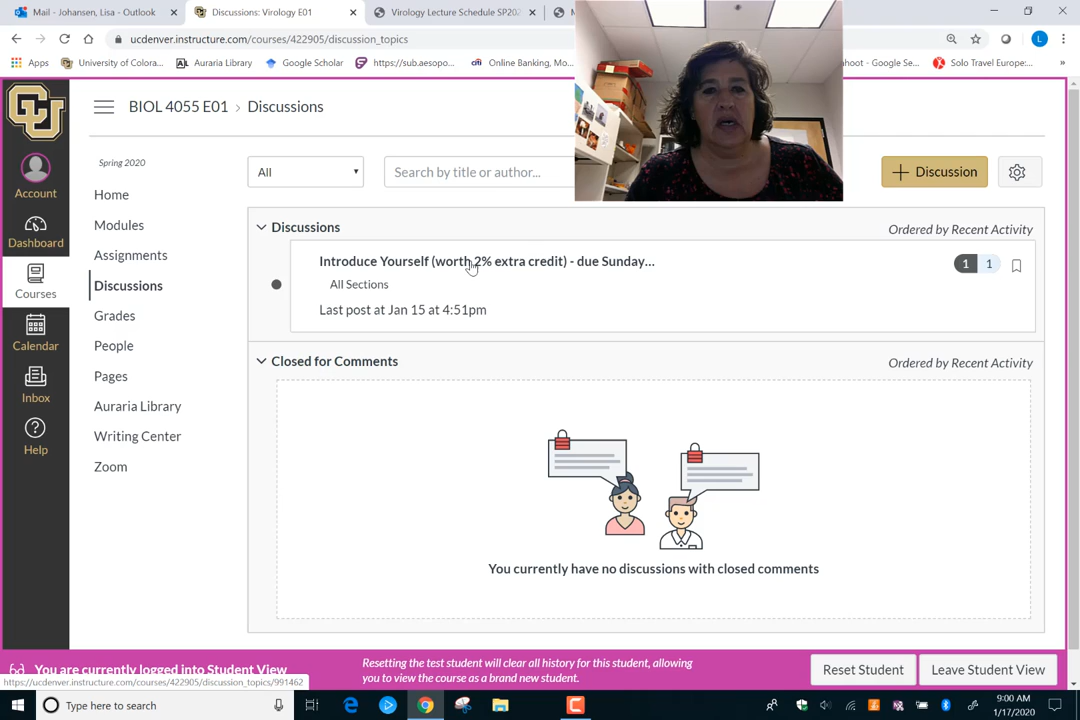 Mail - Johansen, Lisa - Outlook
Discussions: Virology E01
Virology Lecture Schedule SP202
ucdenver.instructure.com/courses/422905/discussion_topics
L
Apps
University of Colora...
Auraria Library
Google Scholar
https://sub.aesopo...
Online Banking, Mo...
ahoot - Google Se...
Solo Travel Europe:...
CU
Account
Dashboard
Courses
Calendar
Inbox
Help
BIOL 4055 E01 > Discussions
Spring 2020
Home
Modules
Assignments
Discussions
Grades
People
Pages
Auraria Library
Writing Center
Zoom
All
Search by title or author...
+ Discussion
Discussions
Ordered by Recent Activity
Introduce Yourself (worth 2% extra credit) - due Sunday...
1 1
All Sections
Last post at Jan 15 at 4:51pm
Closed for Comments
Ordered by Recent Activity
You currently have no discussions with closed comments
You are currently logged into Student View
Resetting the test student will clear all history for this student, allowing
you to view the course as a brand new student.
Reset Student
Leave Student View
https://ucdenver.instructure.com/courses/422905/discussion_topics/991462
Type here to search
9:00 AM
1/17/2020